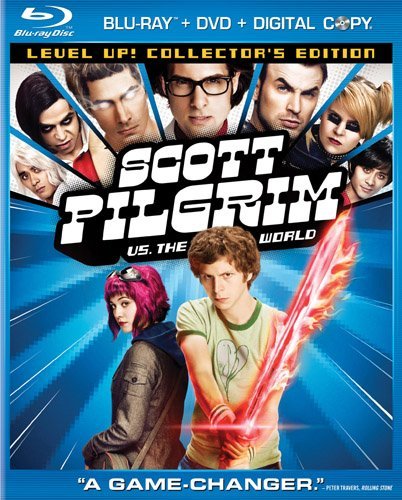 Blu-ray Disc
BLU-RAY + DVD + DIGITAL COPY
LEVEL UP! COLLECTOR'S EDITION
SCOTT
PILGRIM
VS. THE WORLD
"A GAME-CHANGER."
-PETER TRAVERS, ROLLING STONE